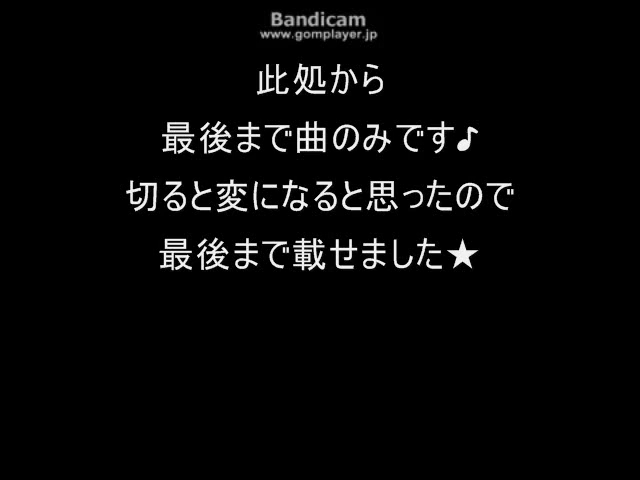 Bandicam
www.gomplayer.jp
此処から
最後まで曲のみです♪
切ると変になると思ったので
最後まで載せました★